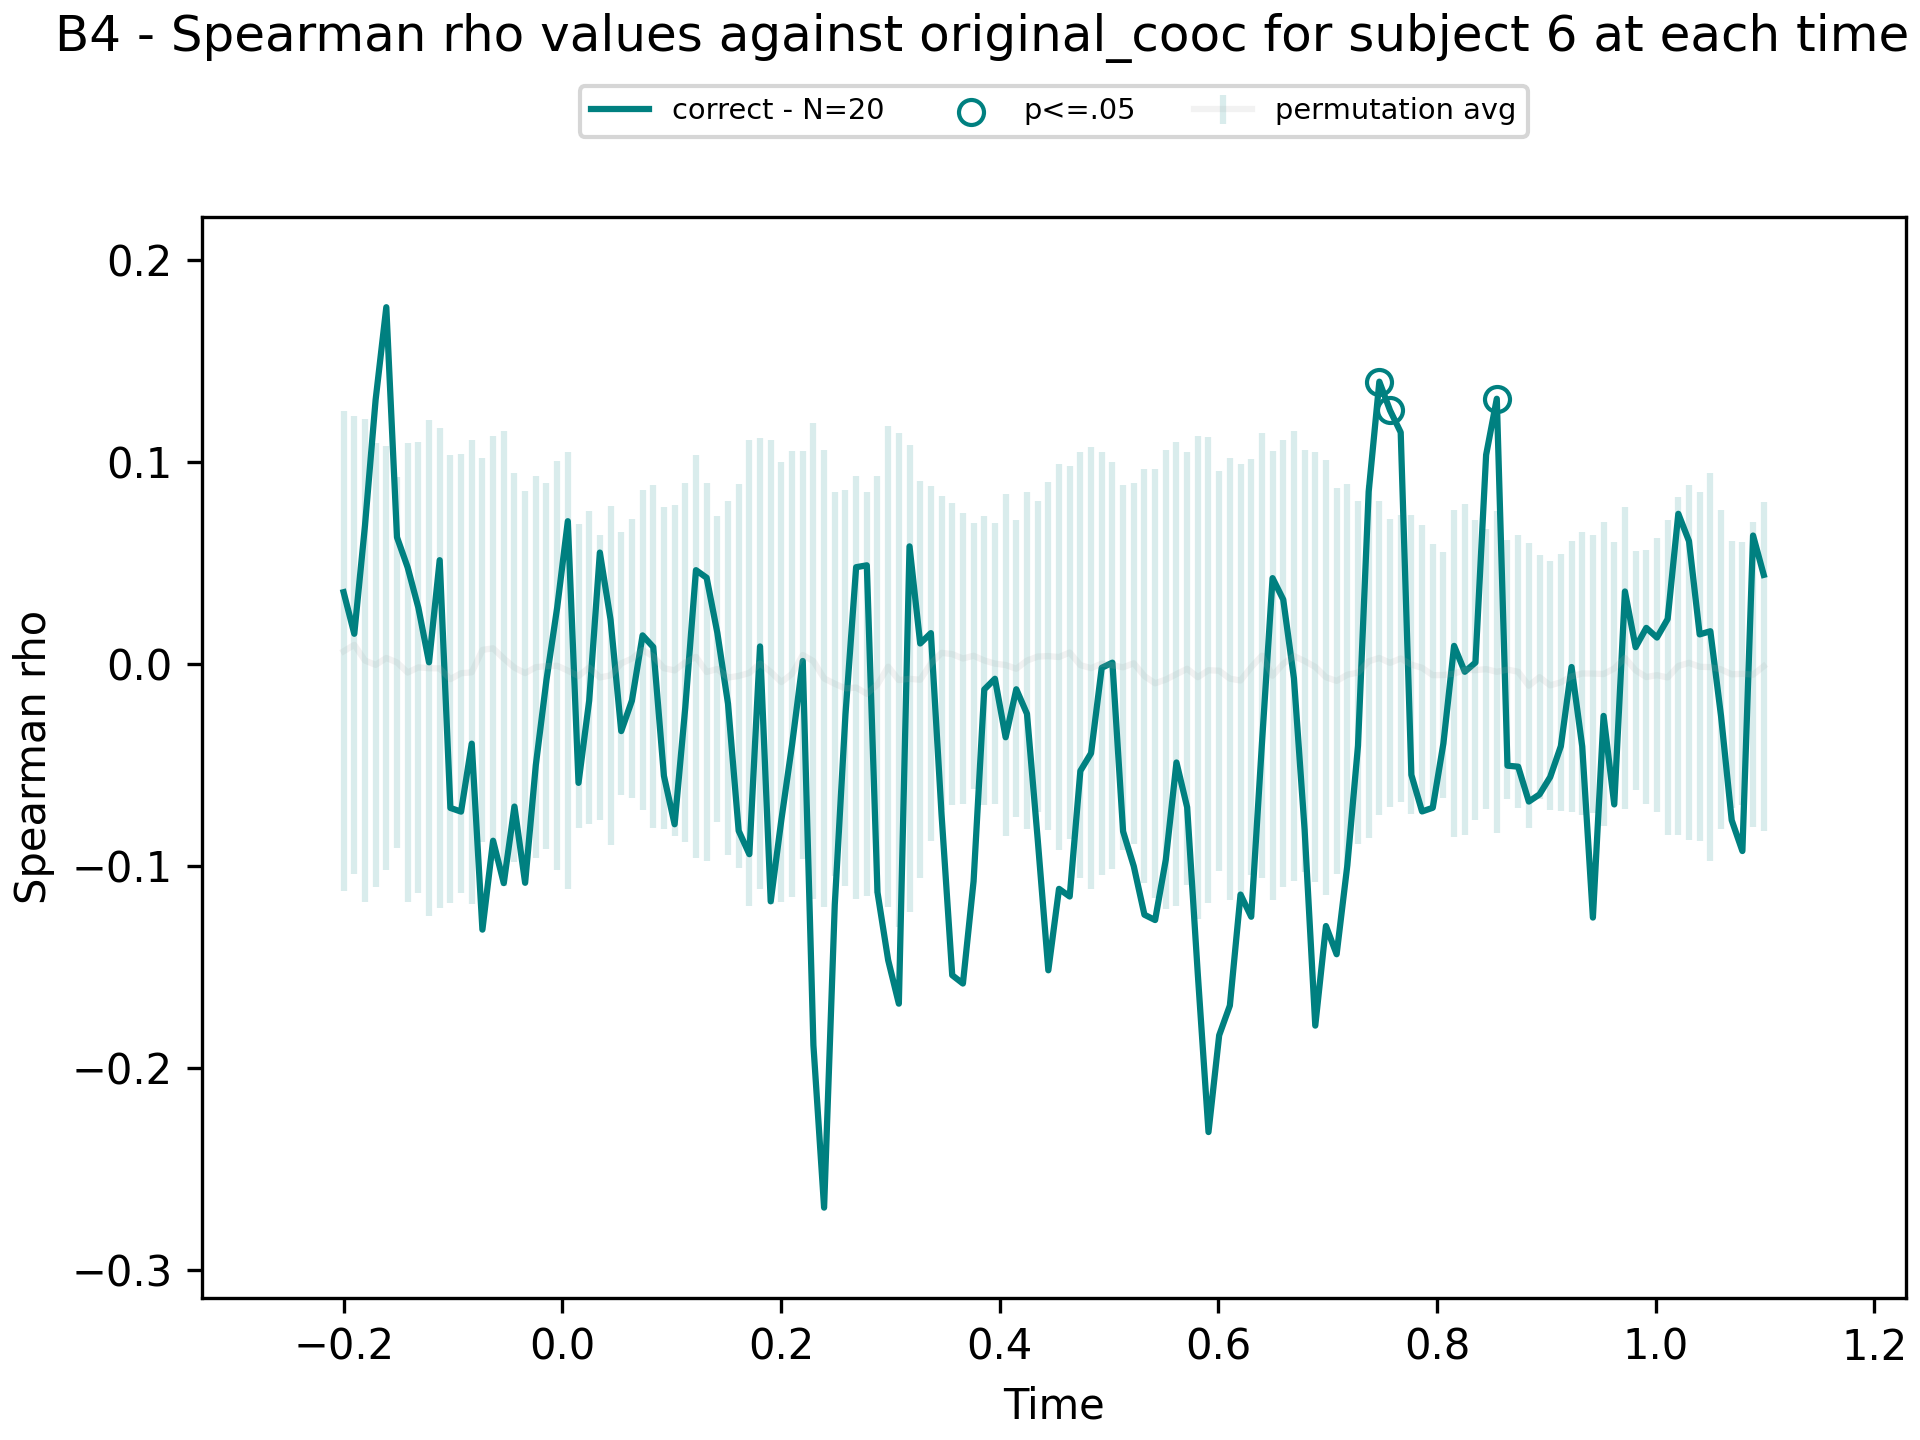 B4 - Spearman rho values against original_cooc for subject 6 at each time
correct - N=20 p<=.05 permutation avg
0.2
0.1
0.0
−0.1
−0.2
−0.3
Spearman rho
−0.2 0.0 0.2 0.4 0.6 0.8 1.0 1.2
Time